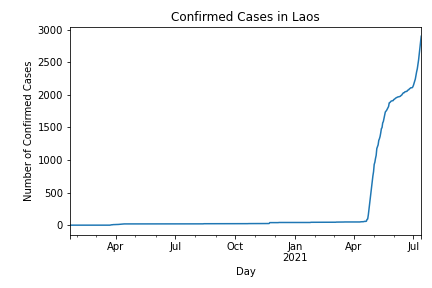 Confirmed Cases in Laos
Number of Confirmed Cases
3000
2500
2000
1500
1000
500
0
Apr
Jul
Oct
Jan
2021
Apr
Jul
Day